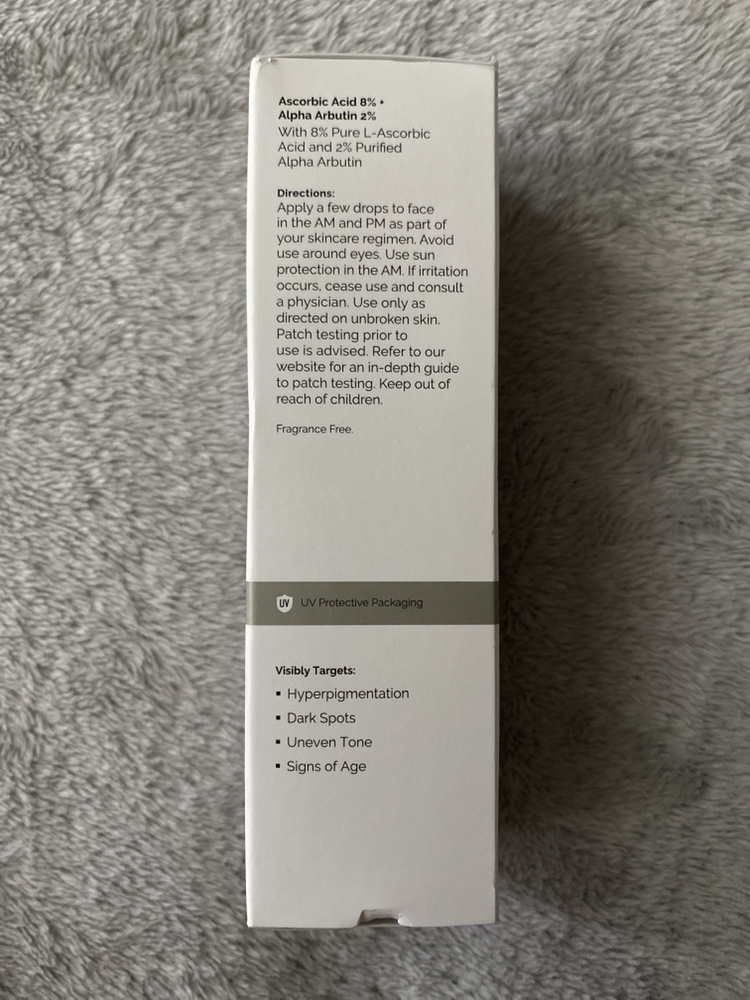 Ascorbic Acid 8% +
Alpha Arbutin 2%
With 8% Pure L-Ascorbic
Acid and 2% Purified
Alpha Arbutin
Directions:
Apply a few drops to face
in the AM and PM as part of
your skincare regimen. Avoid
use around eyes. Use sun
protection in the AM. If irritation
occurs, cease use and consult
a physician. Use only as
directed on unbroken skin.
Patch testing prior to
use is advised. Refer to our
website for an in-depth guide
to patch testing. Keep out of
reach of children.
Fragrance Free.
UV UV Protective Packaging
Visibly Targets:
▪ Hyperpigmentation
▪ Dark Spots
▪ Uneven Tone
▪ Signs of Age